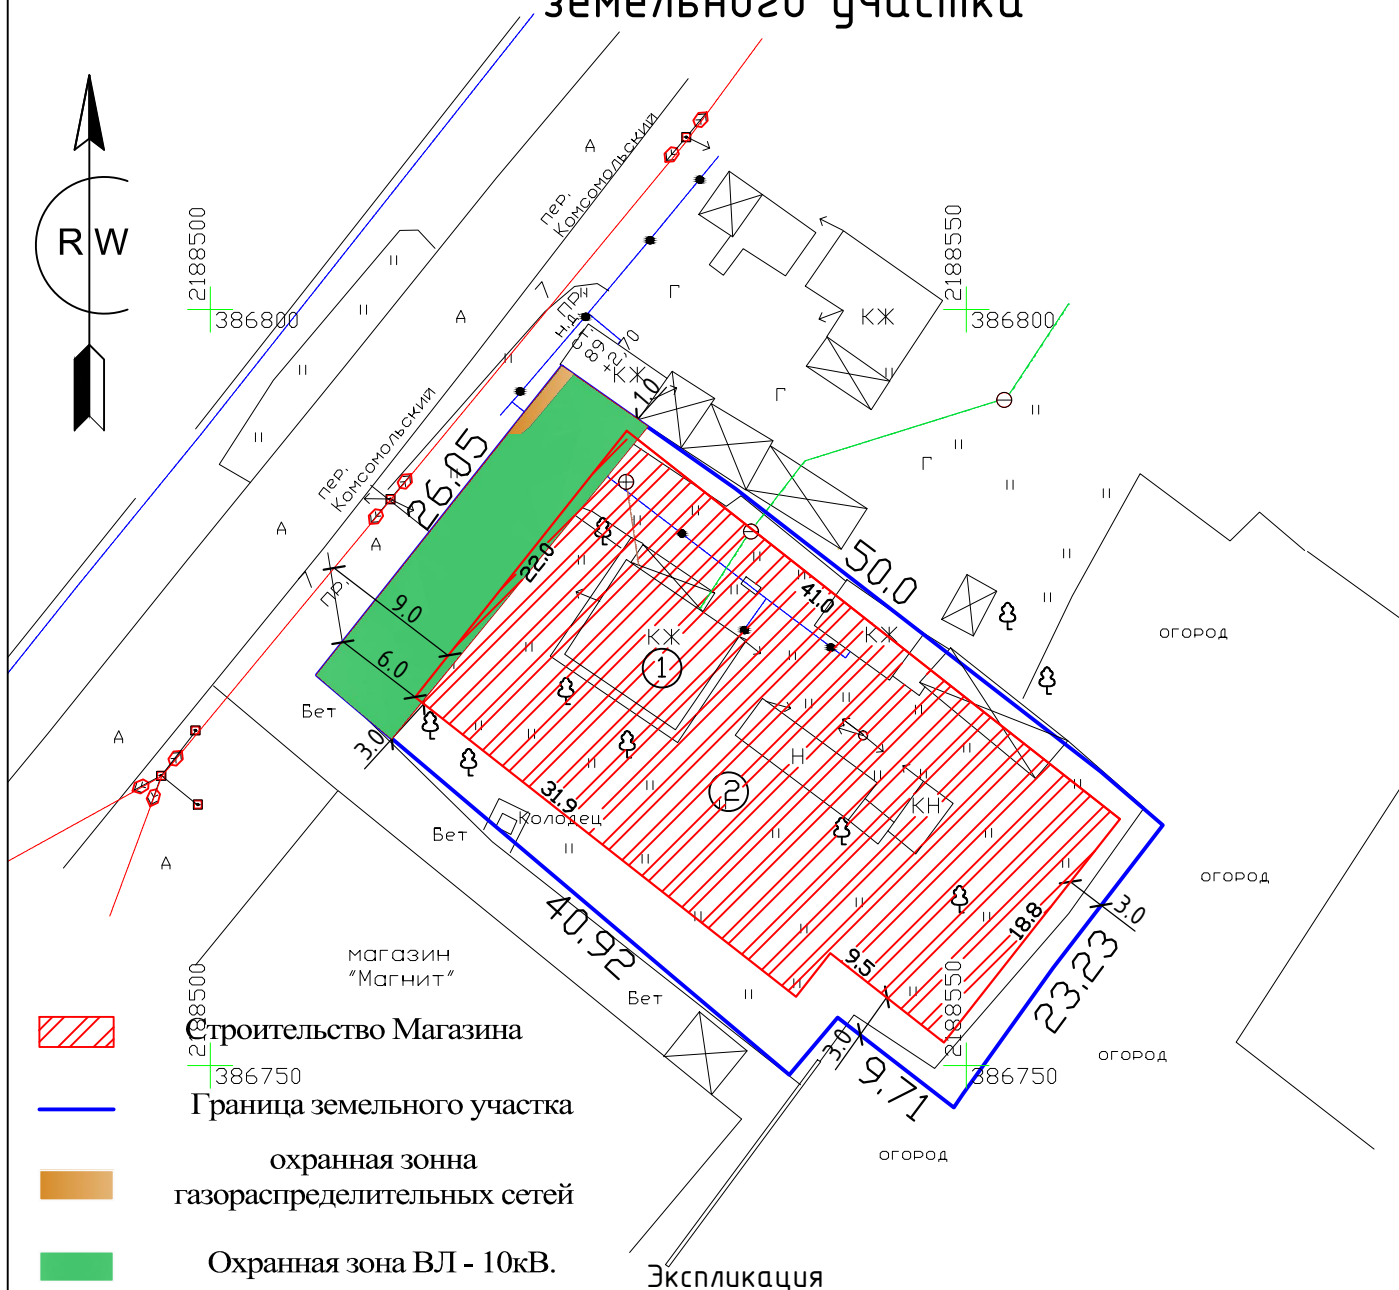 земельного участка
RW
2188500
386800
2188550
386800
пер.
Комсомольский
пер.
Комсомольский
А
А
А
А
А
А
Г
Г
Г
КЖ
КЖ
КЖ
КЖ
Н
КН
ПР.
н.д.
ст.
89
ПР.
1.0
26,05
22.0
9.0
6.0
3.0
50.0
41.0
31.9
40.92
18.8
9.5
3.0
23,23
3.0
9.71
1
2
Бет
Бет
Бет
Колодец
огород
огород
огород
огород
магазин
"Магнит"
2188500
386750
2188550
386750
Строительство Магазина
Граница земельного участка
охранная зонна
газораспределительных сетей
Охранная зона ВЛ - 10кВ.
Экспликация